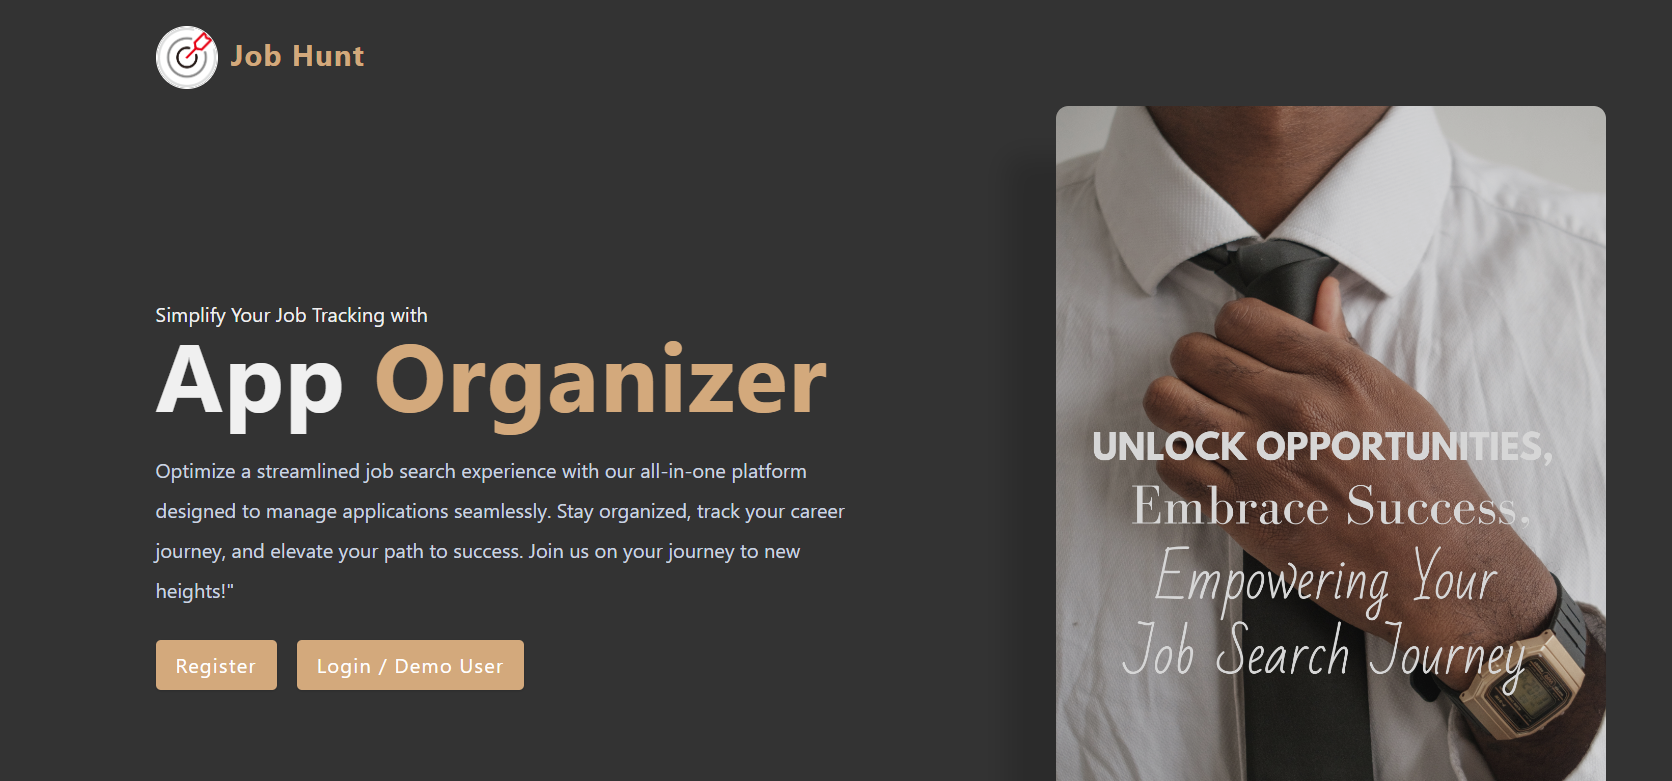 Job Hunt
Simplify Your Job Tracking with
App Organizer
Optimize a streamlined job search experience with our all-in-one platform
designed to manage applications seamlessly. Stay organized, track your career
journey, and elevate your path to success. Join us on your journey to new
heights!"
Register
Login / Demo User
UNLOCK OPPORTUNITIES,
Embrace Success,
Empowering Your
Job Search Journey